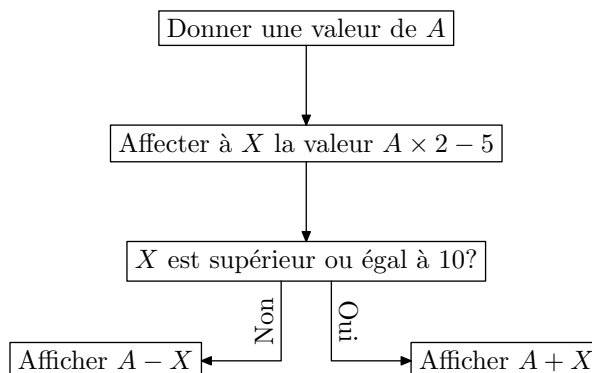 Donner une valeur de A
Affecter à X la valeur A × 2 − 5
X est supérieur ou égal à 10?
Non
Oui
Afficher A − X
Afficher A + X